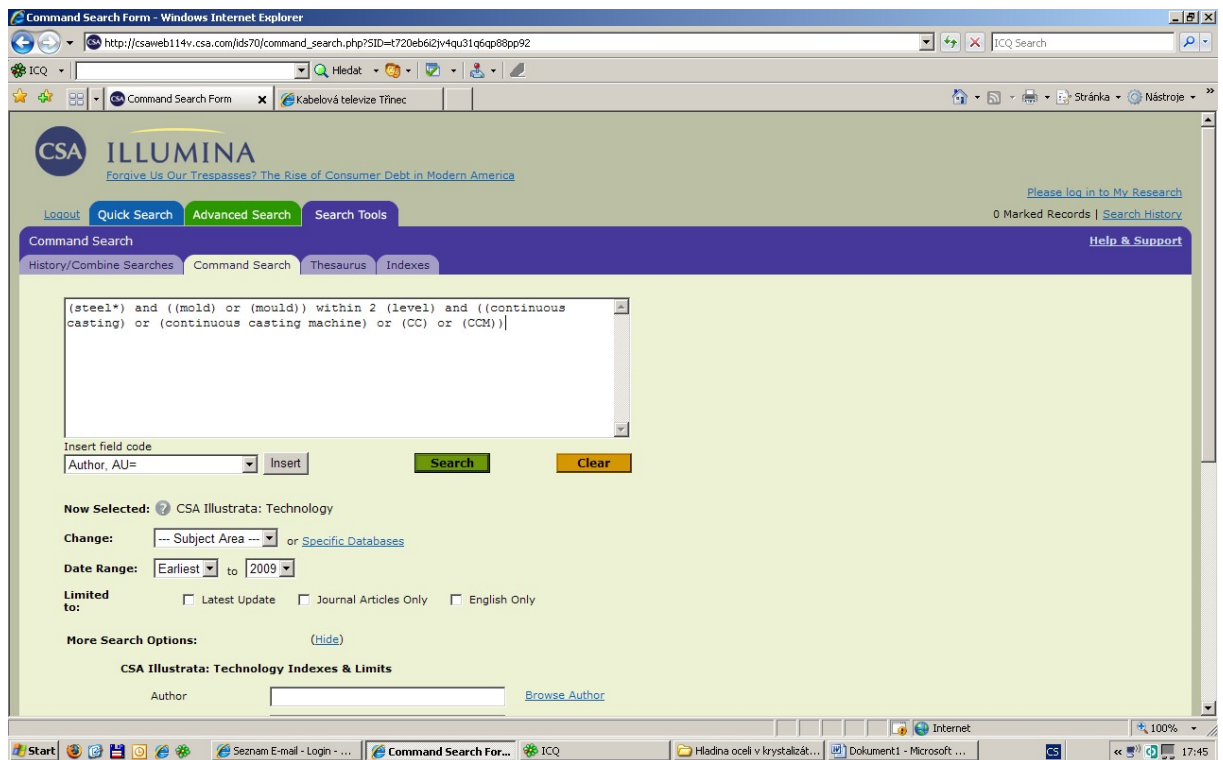 Command Search Form - Windows Internet Explorer
http://csaweb114v.csa.com/ids70/command_search.php?SID=t720eb6i2jv4qu31q6qp88pp92
ICQ Search
ICQ
Hledat
Command Search Form
Kabelová televize Třinec
Stránka
Nástroje
CSA
ILLUMINA
Forgive Us Our Trespasses? The Rise of Consumer Debt in Modern America
Please log in to My Research
Logout
Quick Search
Advanced Search
Search Tools
0 Marked Records | Search History
Command Search
Help & Support
History/Combine Searches
Command Search
Thesaurus
Indexes
(steel*) and ((mold) or (mould)) within 2 (level) and ((continuous
casting) or (continuous casting machine) or (CC) or (CCM))
Insert field code
Author, AU=
Insert
Search
Clear
Now Selected: ? CSA Illustrata: Technology
Change: --- Subject Area --- or Specific Databases
Date Range: Earliest to 2009
Limited
to:
Latest Update
Journal Articles Only
English Only
More Search Options: (Hide)
CSA Illustrata: Technology Indexes & Limits
Author
Browse Author
Internet
100%
Start
Seznam E-mail - Login - ...
Command Search For...
ICQ
Hladina oceli v krystalizát...
Dokument1 - Microsoft ...
CS
17:45